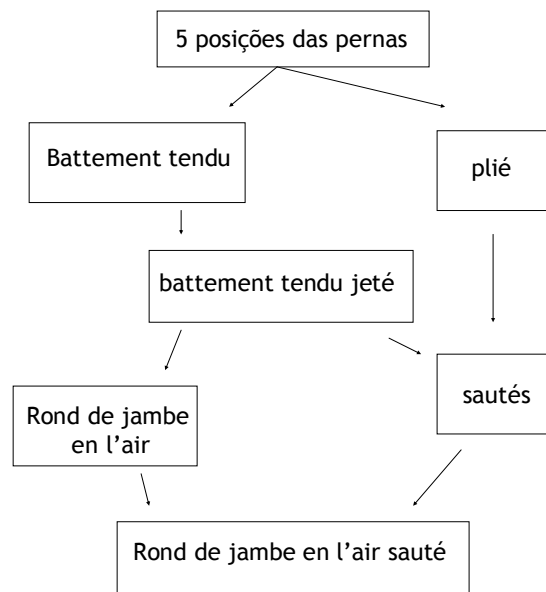 5 posições das pernas
Battement tendu
plié
battement tendu jeté
sautés
Rond de jambe
en l’air
Rond de jambe en l’air sauté